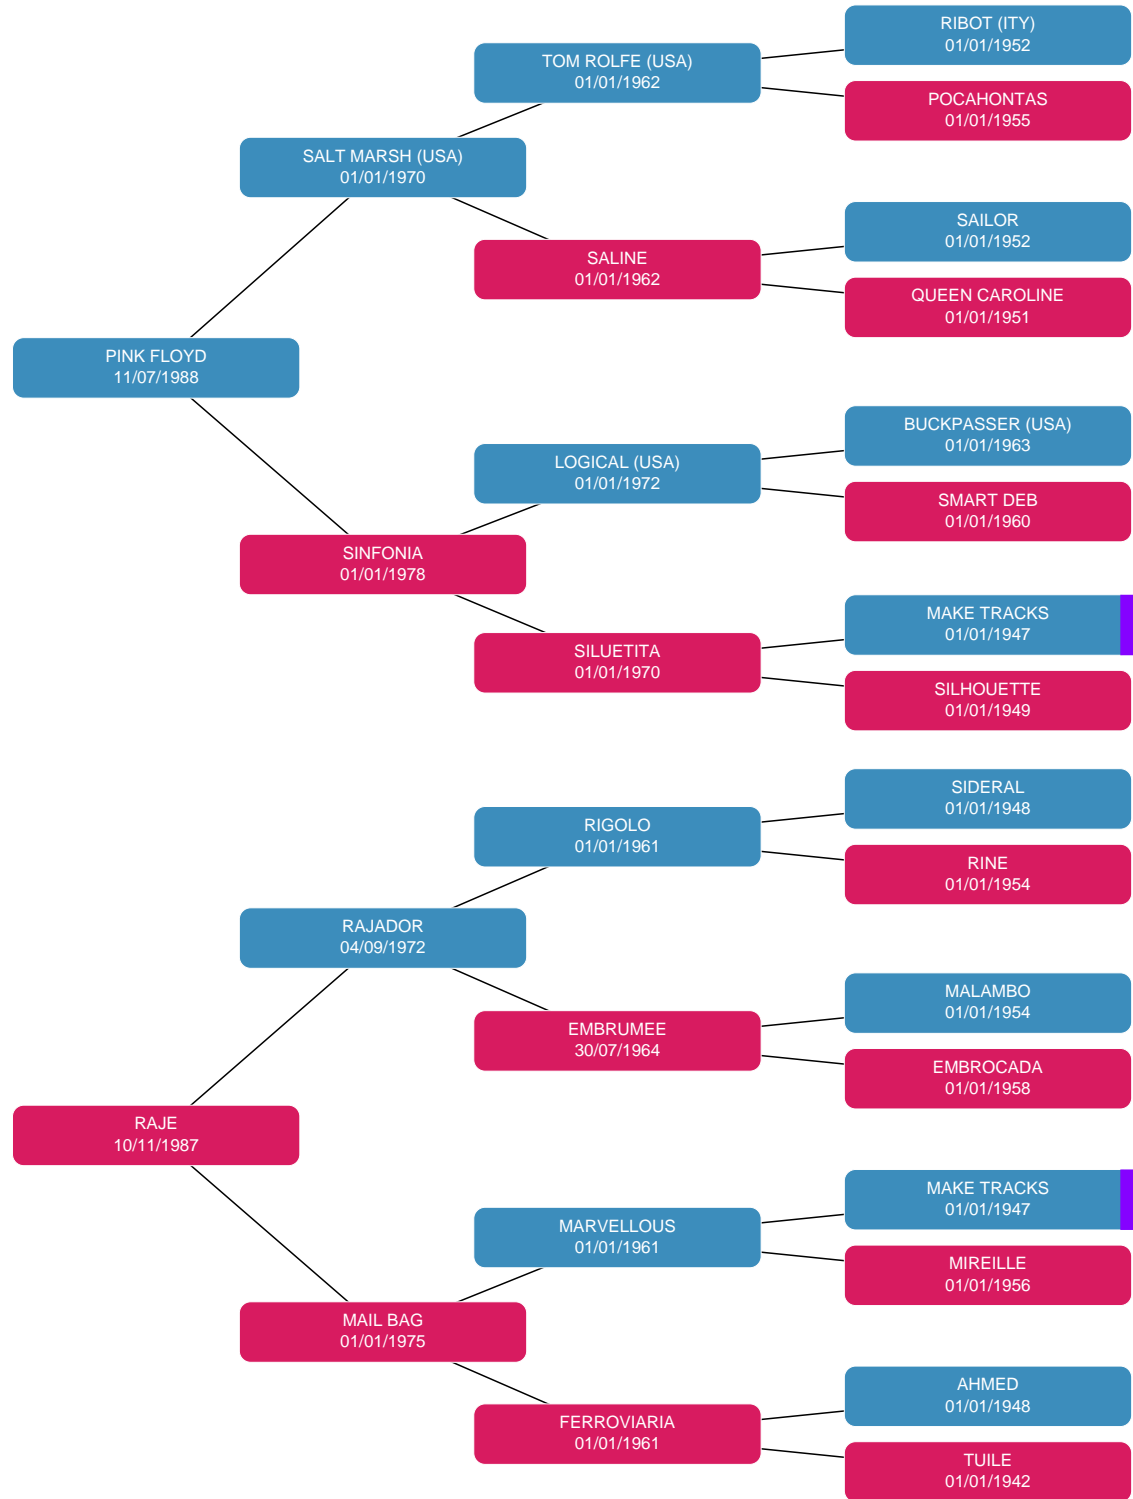 RIBOT (ITY)
01/01/1952
TOM ROLFE (USA)
01/01/1962
POCAHONTAS
01/01/1955
SALT MARSH (USA)
01/01/1970
SAILOR
01/01/1952
SALINE
01/01/1962
QUEEN CAROLINE
01/01/1951
PINK FLOYD
11/07/1988
BUCKPASSER (USA)
01/01/1963
LOGICAL (USA)
01/01/1972
SMART DEB
01/01/1960
SINFONIA
01/01/1978
MAKE TRACKS
01/01/1947
SILUETITA
01/01/1970
SILHOUETTE
01/01/1949
SIDERAL
01/01/1948
RIGOLO
01/01/1961
RINE
01/01/1954
RAJADOR
04/09/1972
MALAMBO
01/01/1954
EMBRUMEE
30/07/1964
EMBROCADA
01/01/1958
RAJE
10/11/1987
MAKE TRACKS
01/01/1947
MARVELLOUS
01/01/1961
MIREILLE
01/01/1956
MAIL BAG
01/01/1975
AHMED
01/01/1948
FERROVIARIA
01/01/1961
TUILE
01/01/1942